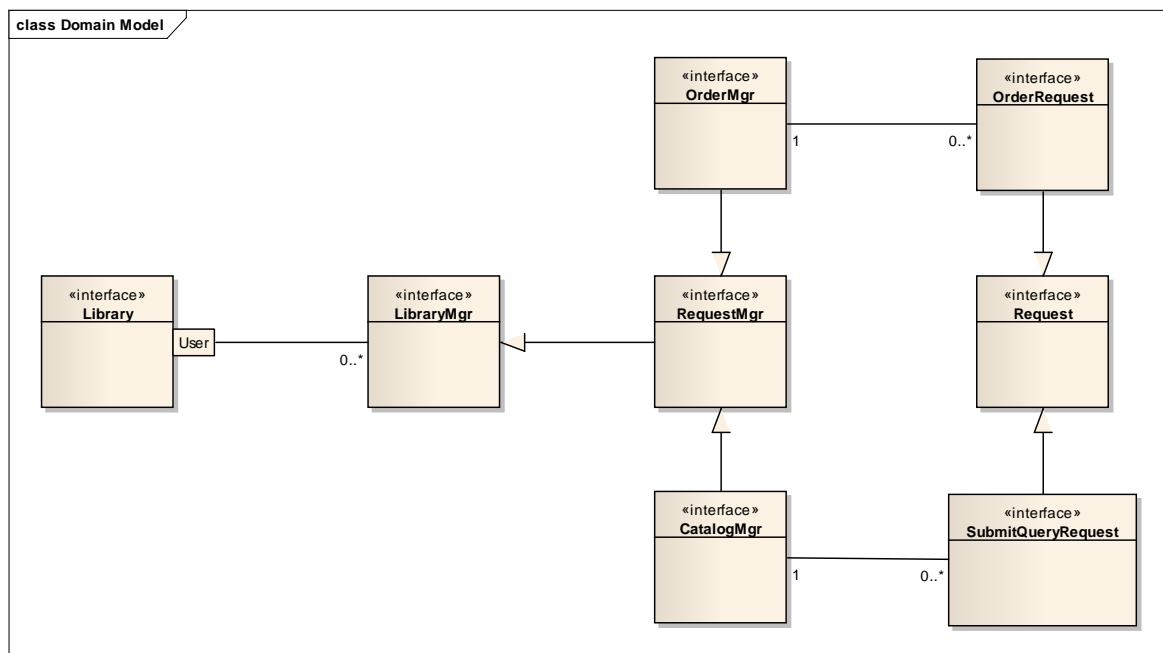 class Domain Model
«interface»
OrderMgr
«interface»
OrderRequest
1
0..*
«interface»
Library
User
0..*
«interface»
LibraryMgr
«interface»
RequestMgr
«interface»
Request
«interface»
CatalogMgr
1
0..*
«interface»
SubmitQueryRequest